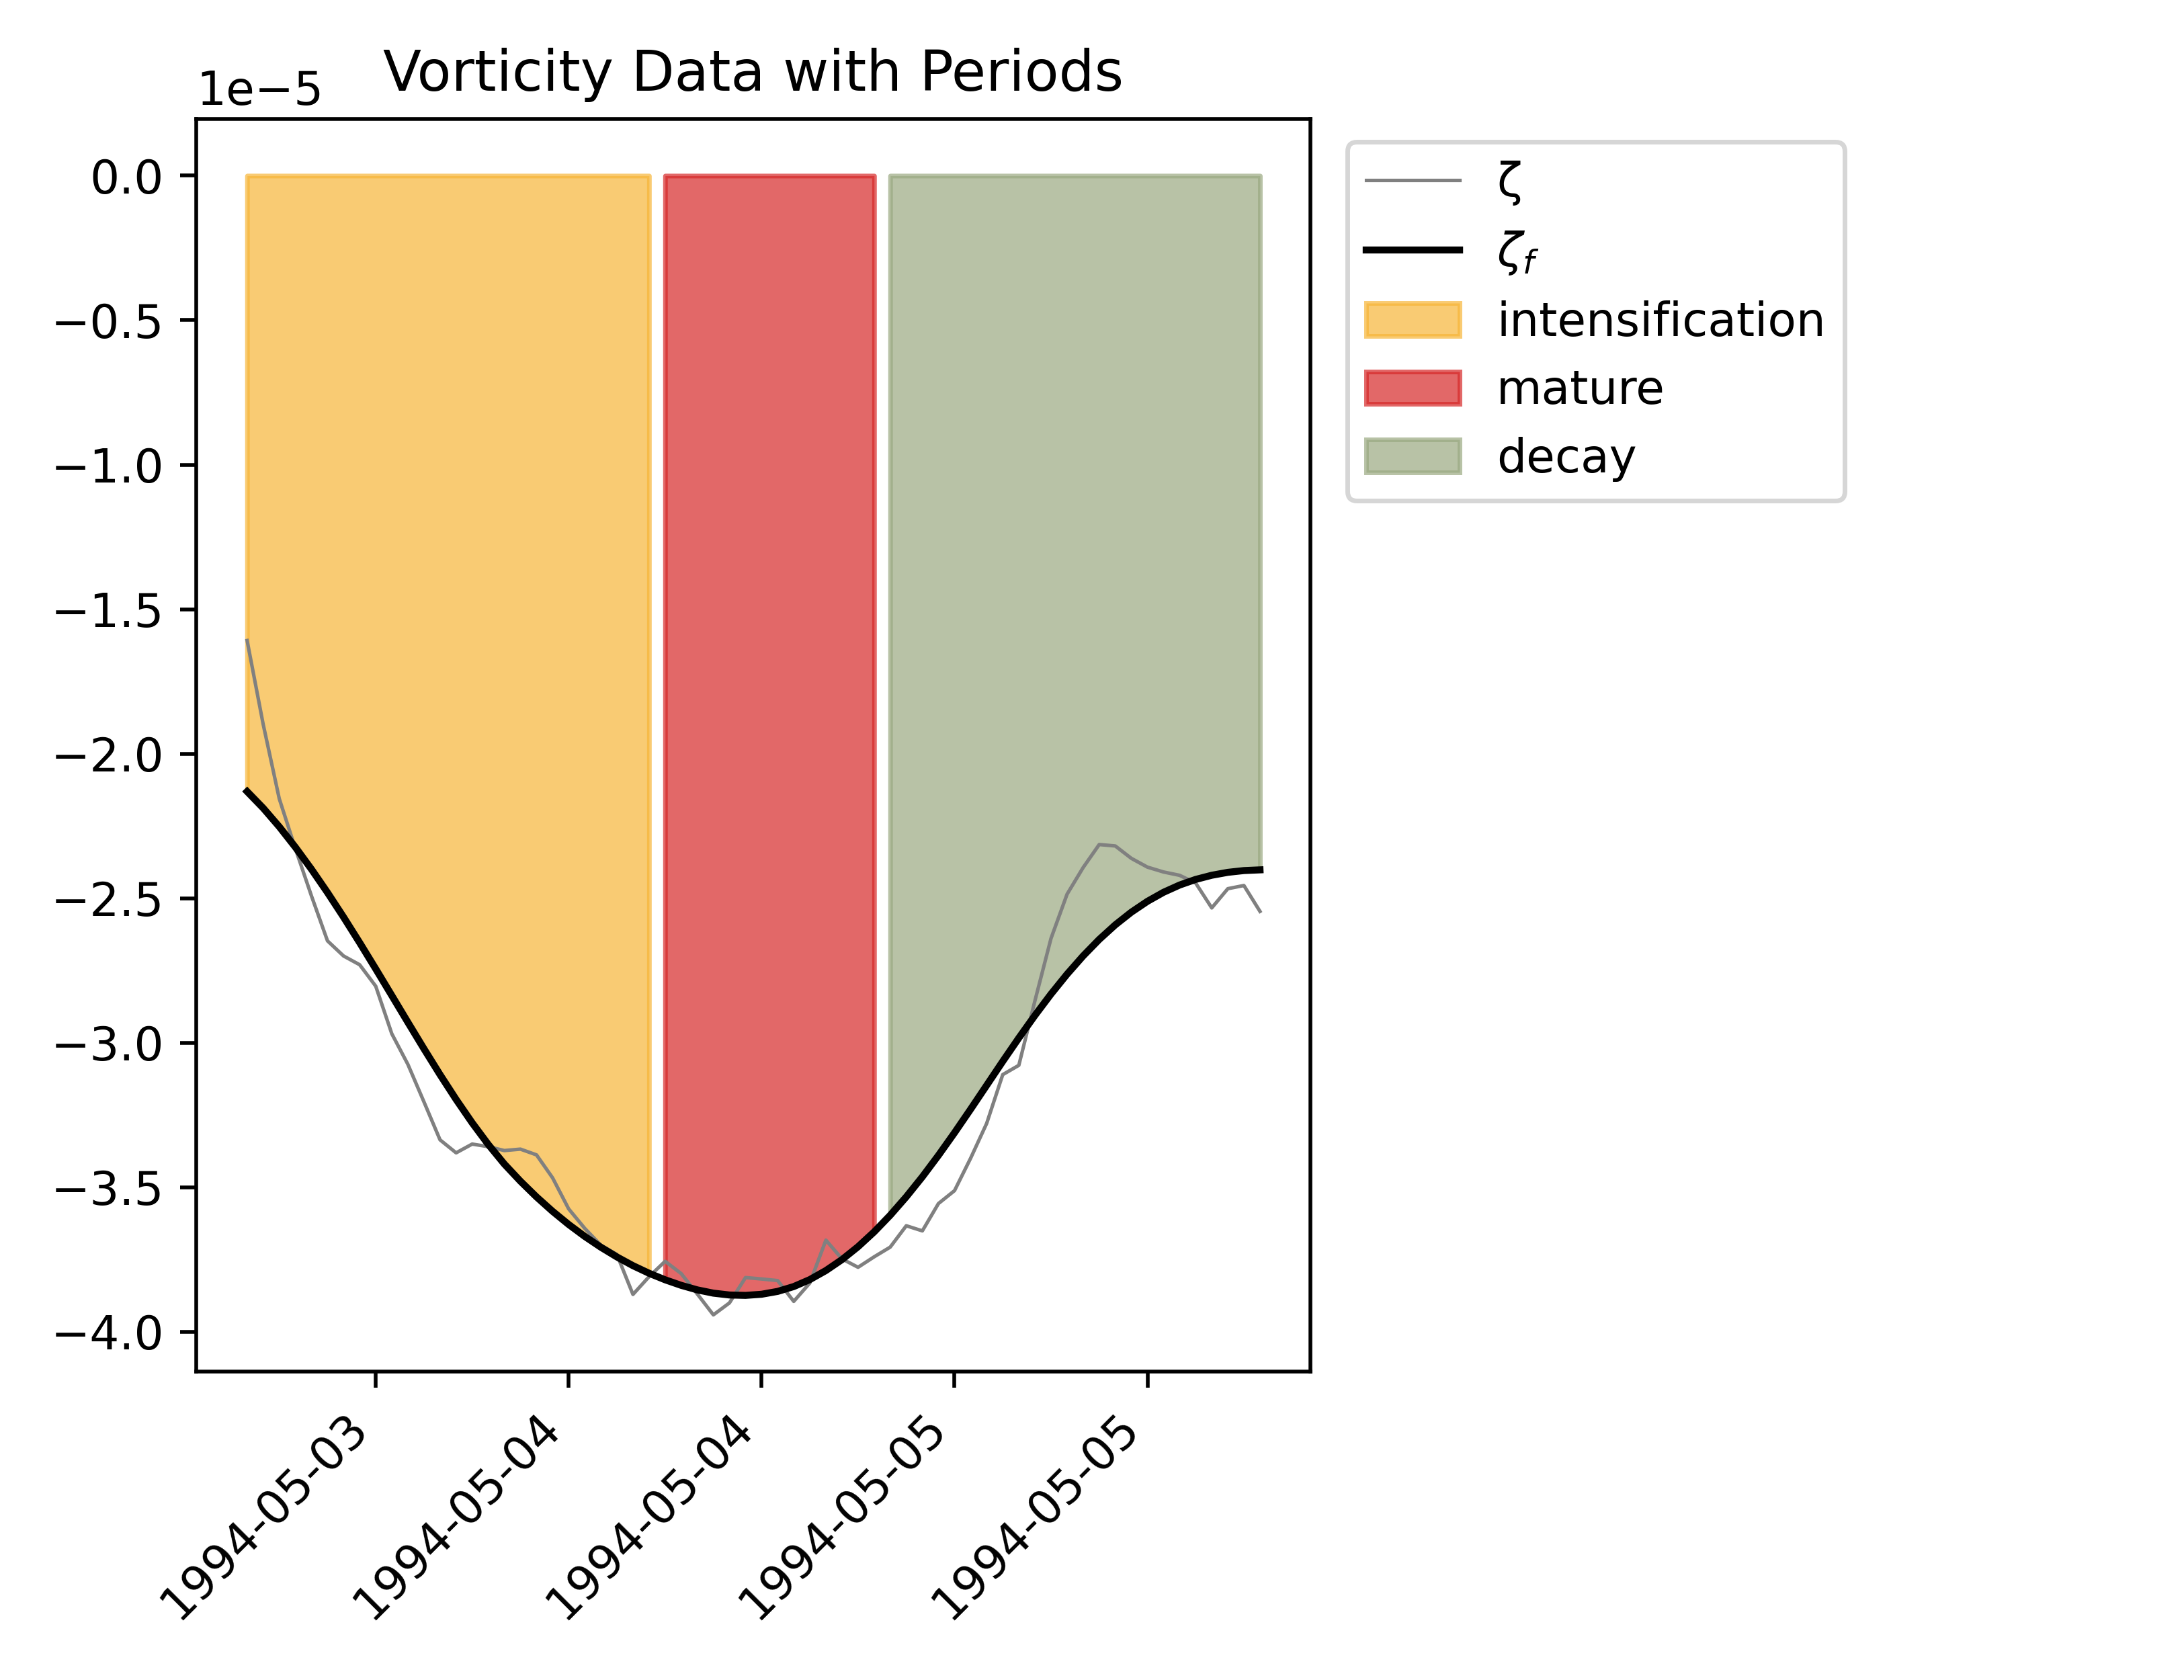 Vorticity Data with Periods
1e−5
0.0
−0.5
−1.0
−1.5
−2.0
−2.5
−3.0
−3.5
−4.0
1994-05-03
1994-05-04
1994-05-04
1994-05-05
1994-05-05
ζ
ζf
intensification
mature
decay